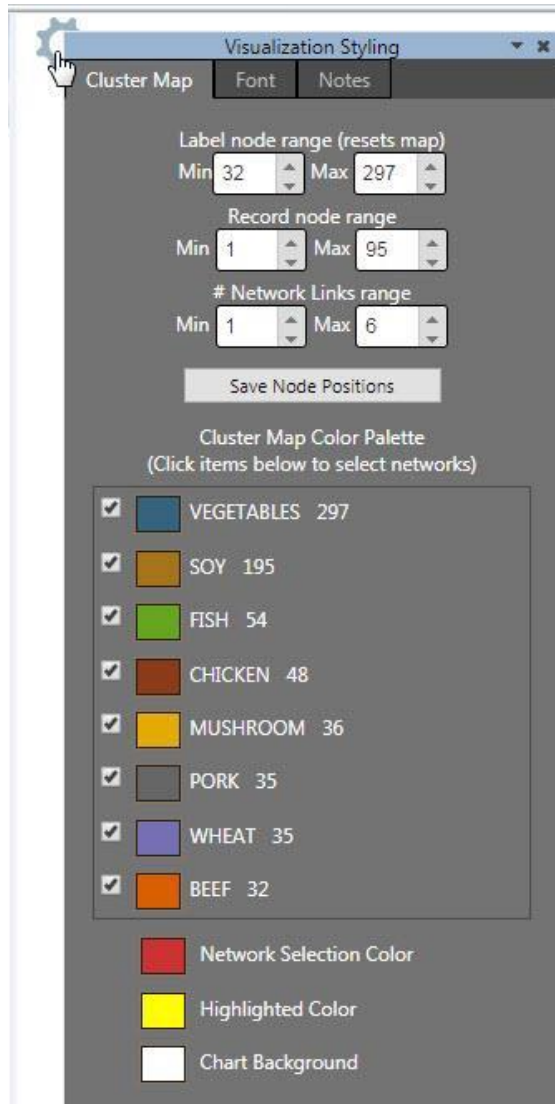 Visualization Styling
Cluster Map Font Notes
Label node range (resets map)
Min 32 Max 297
Record node range
Min 1 Max 95
# Network Links range
Min 1 Max 6
Save Node Positions
Cluster Map Color Palette
(Click items below to select networks)
VEGETABLES 297
SOY 195
FISH 54
CHICKEN 48
MUSHROOM 36
PORK 35
WHEAT 35
BEEF 32
Network Selection Color
Highlighted Color
Chart Background